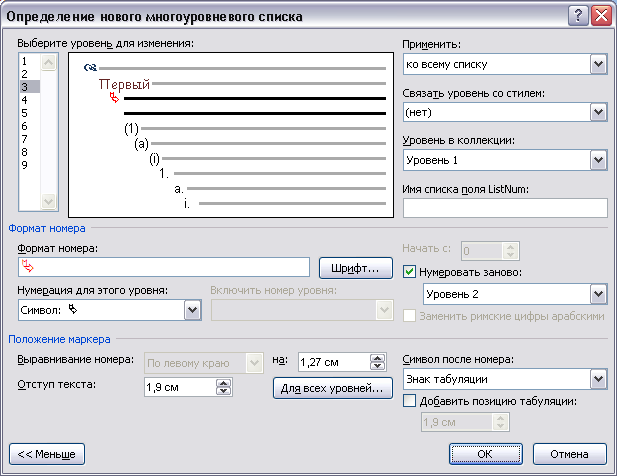 Определение нового многоуровневого списка
Выберите уровень для изменения:
1
2
3
4
5
6
7
8
9
Первый
(1)
(a)
(i)
1.
a.
i.
Применить:
ко всему списку
Связать уровень со стилем:
(нет)
Уровень в коллекции:
Уровень 1
Имя списка поля ListNum:
Формат номера
Формат номера:
Шрифт...
Нумерация для этого уровня:
Символ:
Включить номер уровня:
Начать с: 0
Нумеровать заново:
Уровень 2
Заменить римские цифры арабскими
Положение маркера
Выравнивание номера: По левому краю на: 1,27 см
Отступ текста: 1,9 см Для всех уровней...
Символ после номера:
Знак табуляции
Добавить позицию табуляции:
1,9 см
<< Меньше ОК Отмена